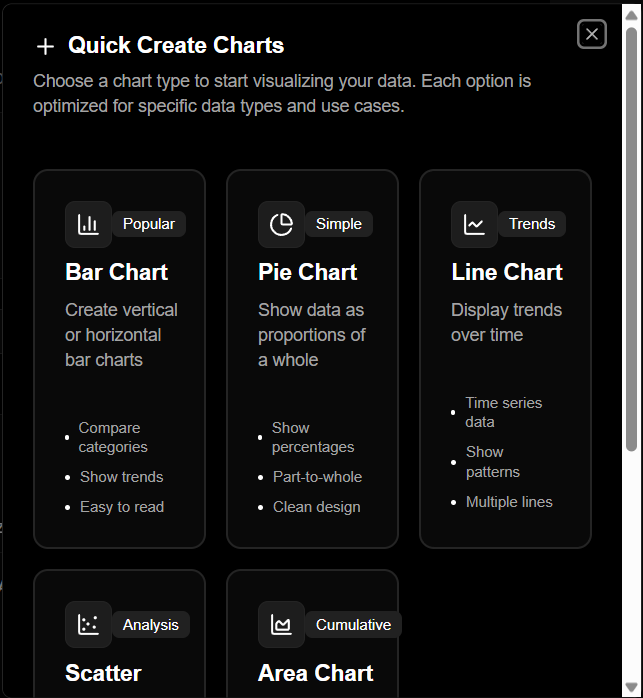 Quick Create Charts
Choose a chart type to start visualizing your data. Each option is
optimized for specific data types and use cases.
Popular
Bar Chart
Create vertical
or horizontal
bar charts
Compare
categories
Show trends
Easy to read
Simple
Pie Chart
Show data as
proportions of
a whole
Show
percentages
Part-to-whole
Clean design
Trends
Line Chart
Display trends
over time
Time series
data
Show
patterns
Multiple lines
Analysis
Scatter
Cumulative
Area Chart